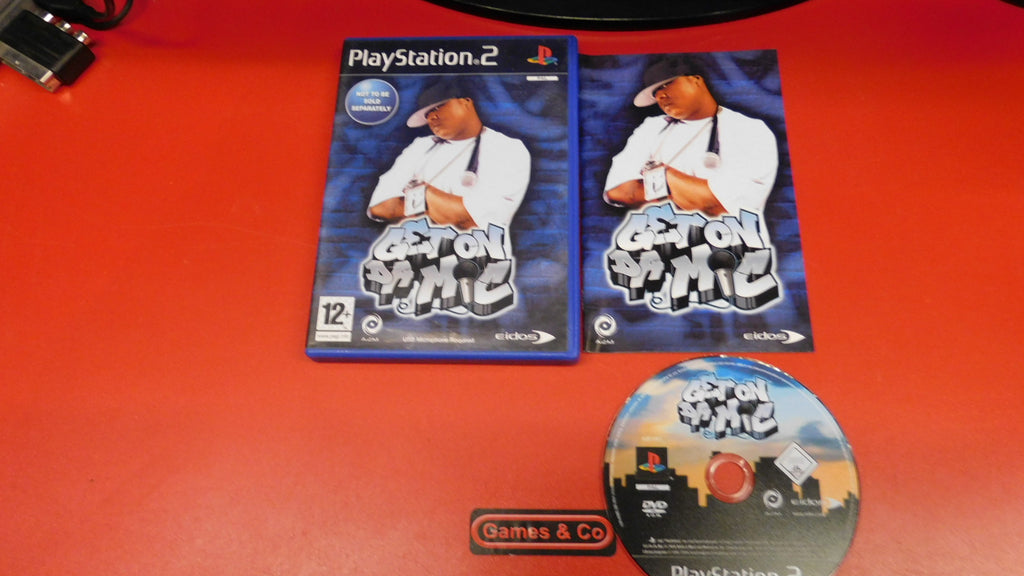 PlayStation.2
NOT TO BE
SOLD
SEPARATELY
GET ON
DA MIC
12+
USB Microphone Required
eidos
GET ON
DA MIC
eidos
GET ON
DA MIC
DVD
eidos
PlayStation 2
Games & Co